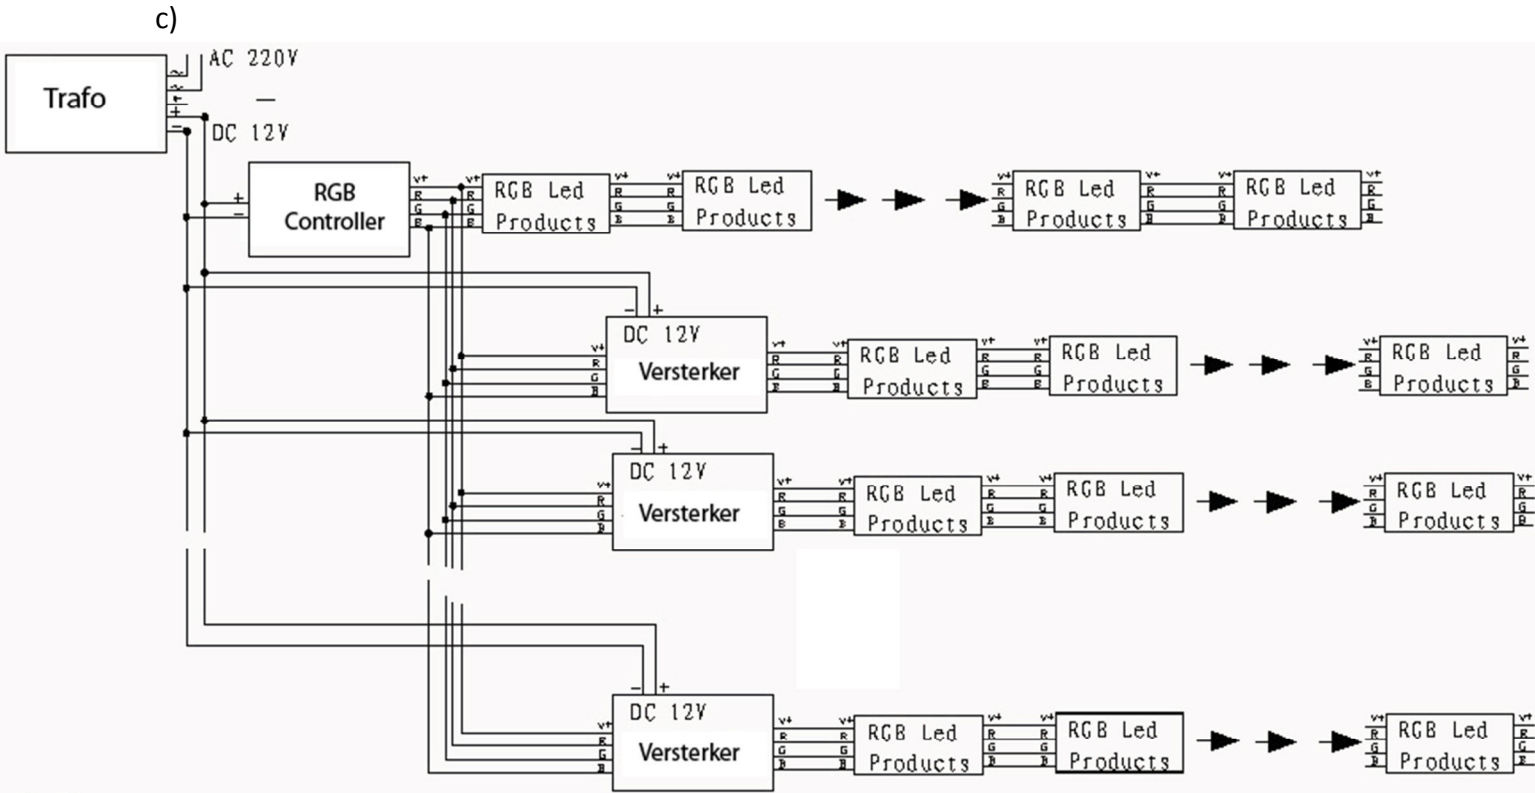 c)
AC 220V
Trafo
~
~
+
—
DC 12V
−
RGB
Controller
+
−
V+ R G B
V+ R G B
RGB Led
Products
V+ R G B
V+ R G B
RGB Led
Products
V+ R G B
RGB Led
Products
V+ R G B
V+ R G B
RGB Led
Products
V+ R G B
− +
DC 12V
Versterker
V+ R G B
V+ R G B
V+ R G B
RGB Led
Products
V+ R G B
V+ R G B
RGB Led
Products
V+ R G B
RGB Led
Products
V+ R G B
− +
DC 12V
Versterker
V+ R G B
V+ R G B
V+ R G B
RGB Led
Products
V+ R G B
V+ R G B
RGB Led
Products
V+ R G B
RGB Led
Products
V+ R G B
− +
DC 12V
Versterker
V+ R G B
V+ R G B
V+ R G B
RGB Led
Products
V+ R G B
V+ R G B
RGB Led
Products
V+ R G B
RGB Led
Products
V+ R G B